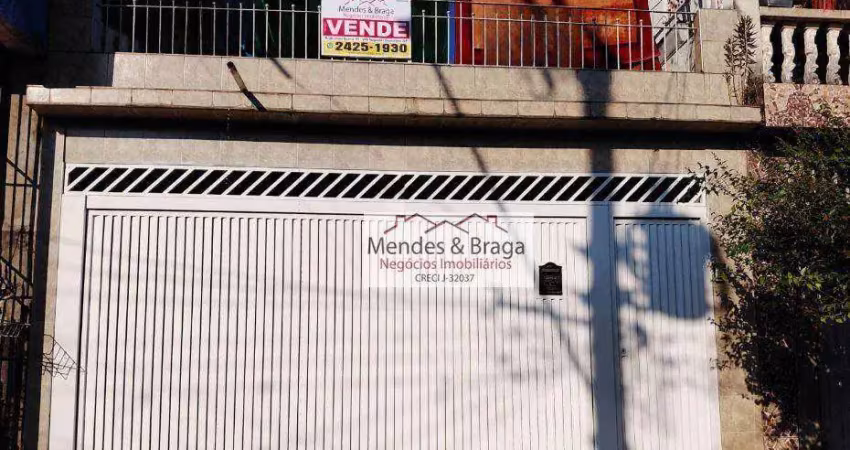 Mendes & Braga
VENDE
2425-1930
Mendes & Braga
Negócios Imobiliários
CRECI J-32037